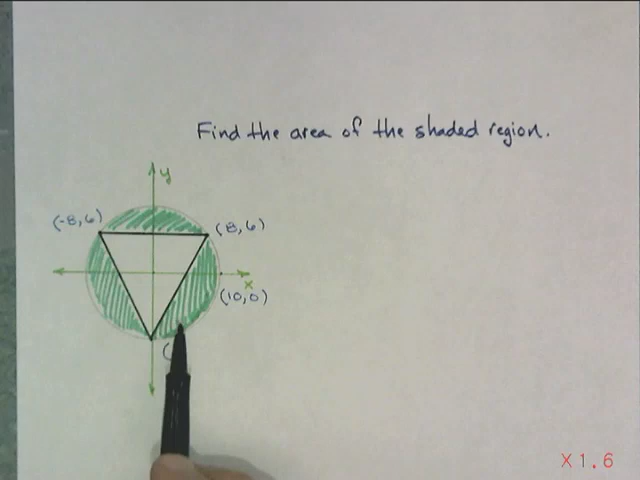 Find the area of the shaded region.
y
(-8,6)
(8,6)
x
(10,0)
(
X1.6